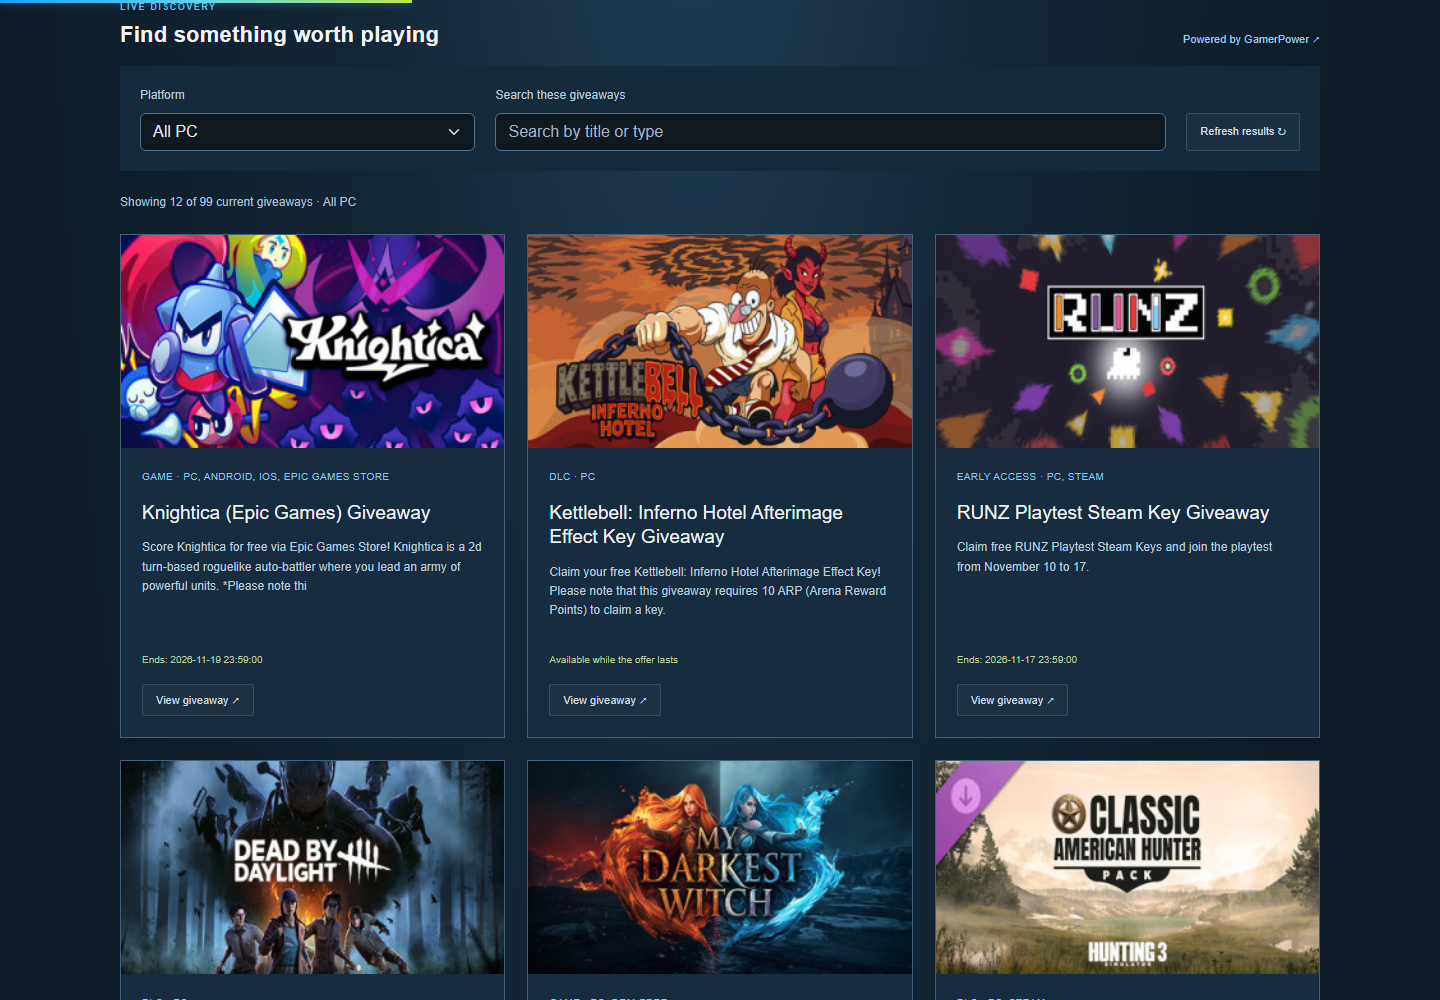 LIVE DISCOVERY
Find something worth playing
Powered by GamerPower ↗
Platform
Search these giveaways
All PC
Search by title or type
Refresh results ↻
Showing 12 of 99 current giveaways · All PC
Knightica
KETTLEBELL
INFERNO
HOTEL
RUNZ
GAME · PC, ANDROID, IOS, EPIC GAMES STORE
Knightica (Epic Games) Giveaway
Score Knightica for free via Epic Games Store! Knightica is a 2d
turn-based roguelike auto-battler where you lead an army of
powerful units. *Please note thi
Ends: 2026-11-19 23:59:00
View giveaway ↗
DLC · PC
Kettlebell: Inferno Hotel Afterimage
Effect Key Giveaway
Claim your free Kettlebell: Inferno Hotel Afterimage Effect Key!
Please note that this giveaway requires 10 ARP (Arena Reward
Points) to claim a key.
Available while the offer lasts
View giveaway ↗
EARLY ACCESS · PC, STEAM
RUNZ Playtest Steam Key Giveaway
Claim free RUNZ Playtest Steam Keys and join the playtest
from November 10 to 17.
Ends: 2026-11-17 23:59:00
View giveaway ↗
DEAD BY
DAYLIGHT
MY
DARKEST
WITCH
CLASSIC
AMERICAN HUNTER
PACK
HUNTING 3
SIMULATOR